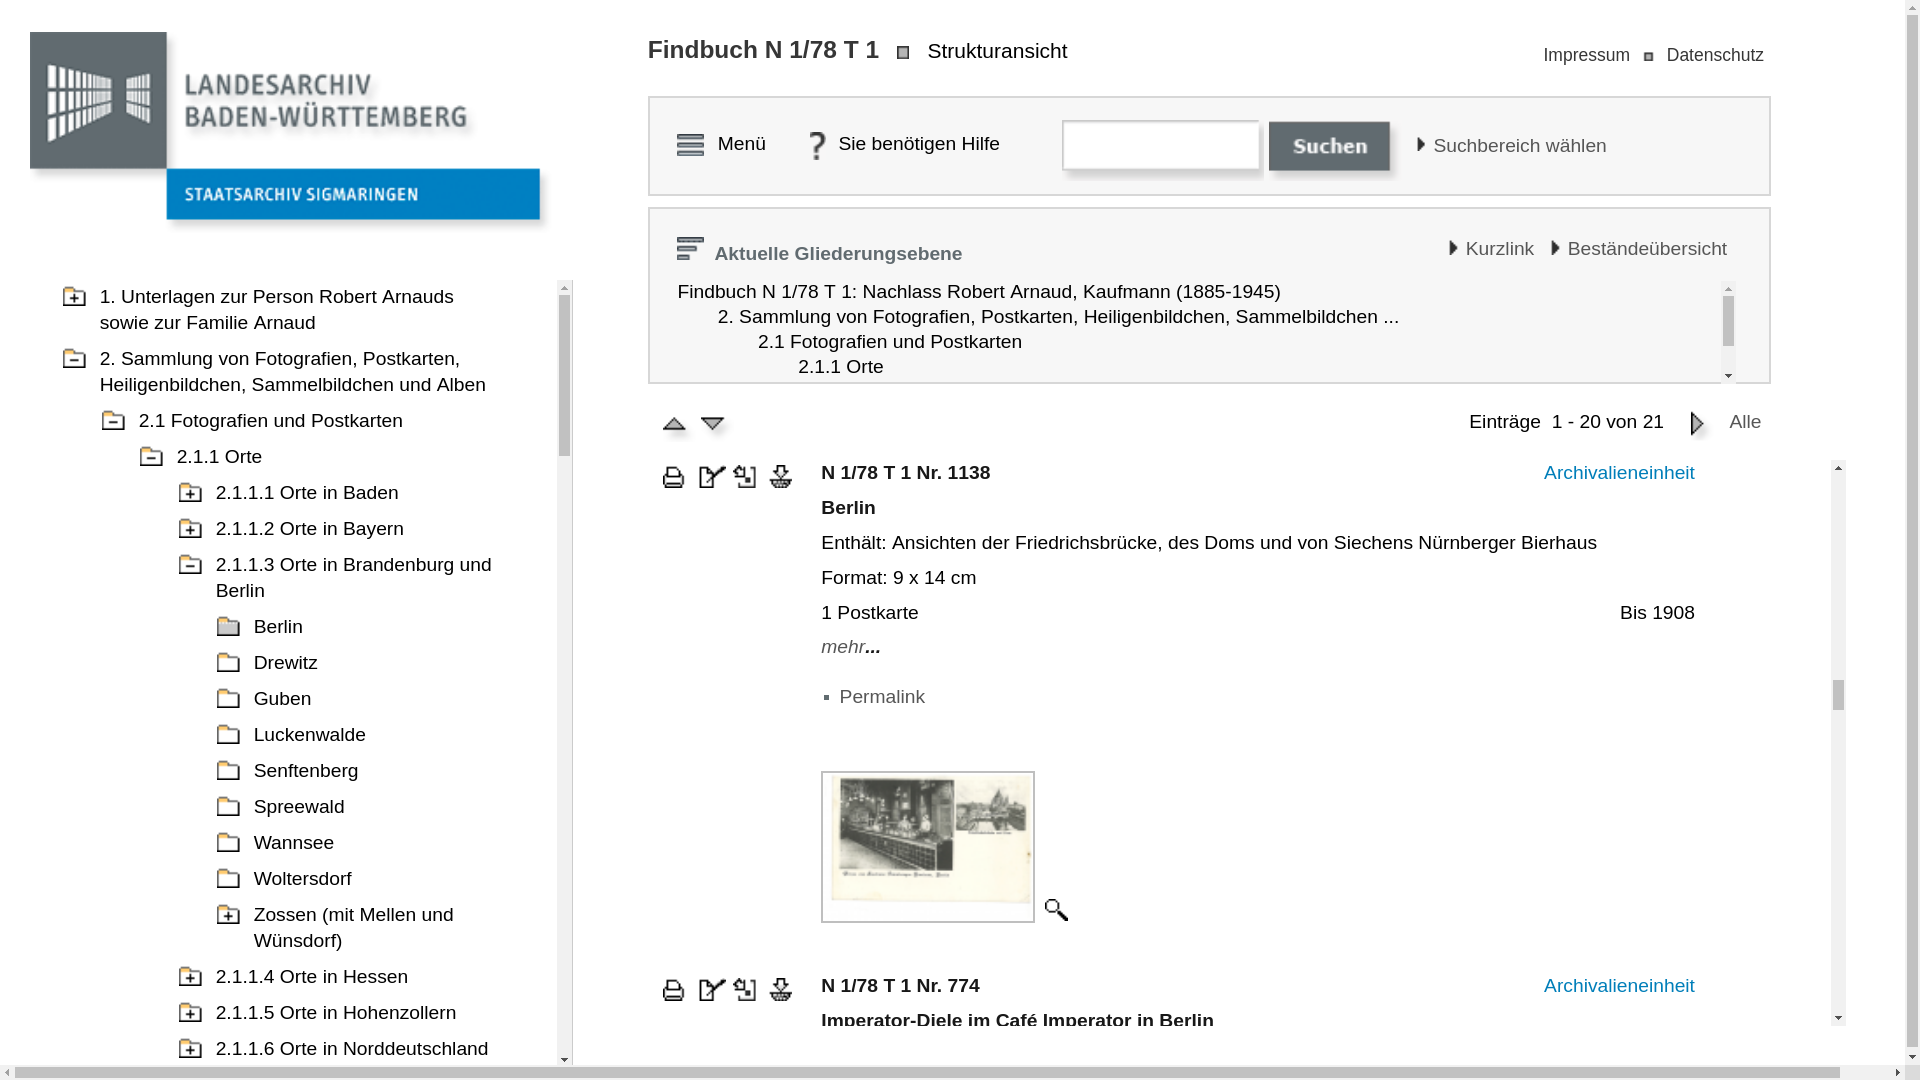 LANDESARCHIV
BADEN-WÜRTTEMBERG
STAATSARCHIV SIGMARINGEN
Findbuch N 1/78 T 1
Strukturansicht
Impressum
Datenschutz
Menü
Sie benötigen Hilfe
Suchen
Suchbereich wählen
Aktuelle Gliederungsebene
Kurzlink
Beständeübersicht
Findbuch N 1/78 T 1: Nachlass Robert Arnaud, Kaufmann (1885-1945)
2. Sammlung von Fotografien, Postkarten, Heiligenbildchen, Sammelbildchen ...
2.1 Fotografien und Postkarten
2.1.1 Orte
1. Unterlagen zur Person Robert Arnauds
sowie zur Familie Arnaud
2. Sammlung von Fotografien, Postkarten,
Heiligenbildchen, Sammelbildchen und Alben
2.1 Fotografien und Postkarten
2.1.1 Orte
2.1.1.1 Orte in Baden
2.1.1.2 Orte in Bayern
2.1.1.3 Orte in Brandenburg und
Berlin
Berlin
Drewitz
Guben
Luckenwalde
Senftenberg
Spreewald
Wannsee
Woltersdorf
Zossen (mit Mellen und
Wünsdorf)
2.1.1.4 Orte in Hessen
2.1.1.5 Orte in Hohenzollern
2.1.1.6 Orte in Norddeutschland
Einträge 1 - 20 von 21
Alle
N 1/78 T 1 Nr. 1138
Archivalieneinheit
Berlin
Enthält: Ansichten der Friedrichsbrücke, des Doms und von Siechens Nürnberger Bierhaus
Format: 9 x 14 cm
1 Postkarte
Bis 1908
mehr...
Permalink
N 1/78 T 1 Nr. 774
Archivalieneinheit
Imperator-Diele im Café Imperator in Berlin